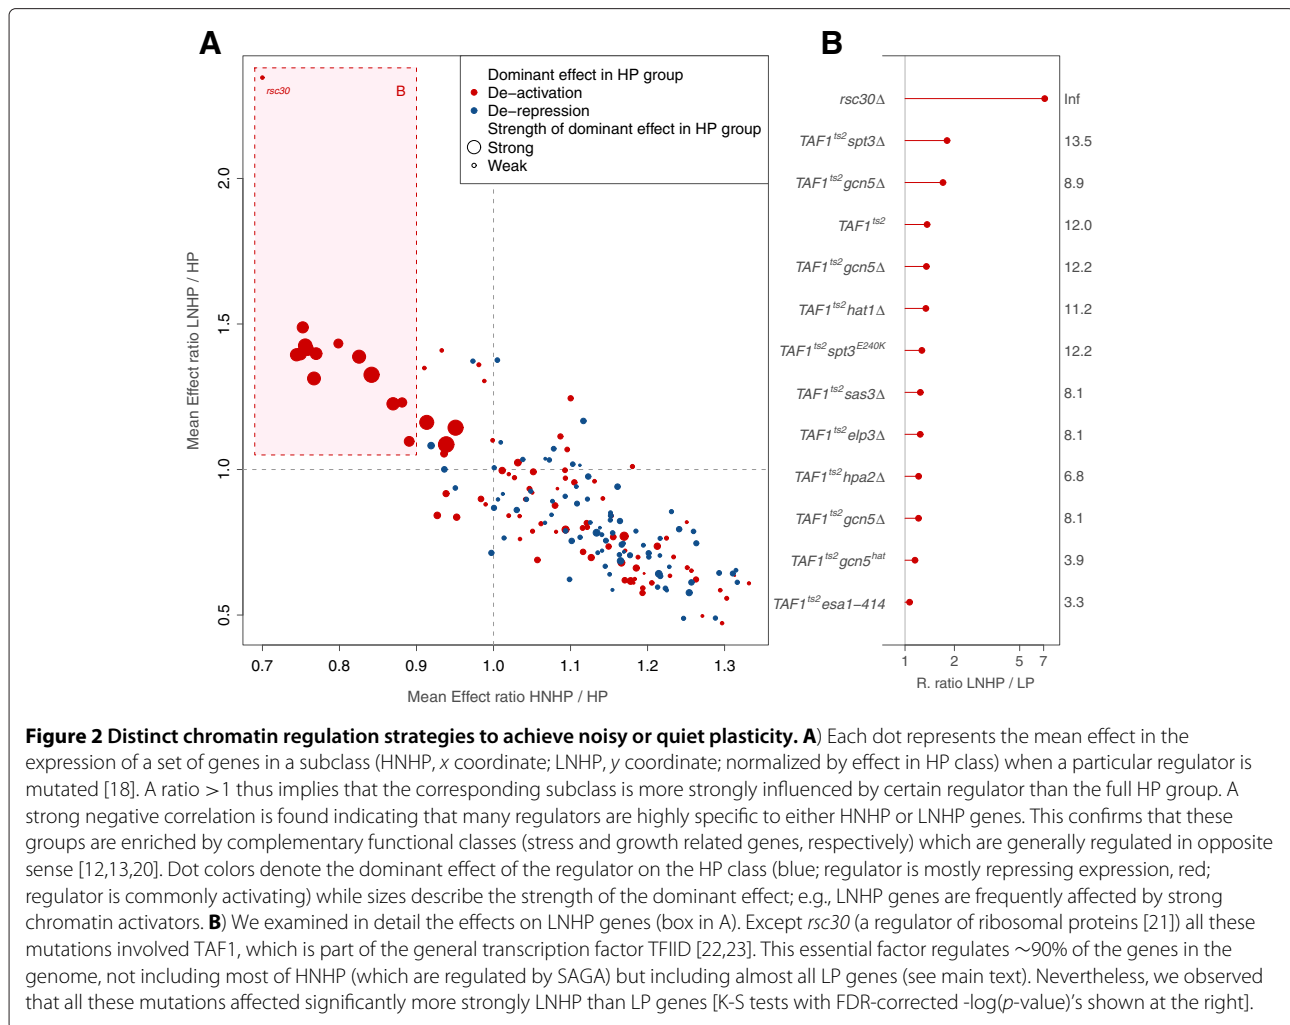 A
B
rsc30
B
Dominant effect in HP group
De−activation
De−repression
Strength of dominant effect in HP group
Strong
Weak
Mean Effect ratio LNHP / HP
2.0
1.5
1.0
0.5
0.7 0.8 0.9 1.0 1.1 1.2 1.3
Mean Effect ratio HNHP / HP
rsc30Δ Inf
TAF1ts2spt3Δ 13.5
TAF1ts2gcn5Δ 8.9
TAF1ts2 12.0
TAF1ts2gcn5Δ 12.2
TAF1ts2hat1Δ 11.2
TAF1ts2spt3E240K 12.2
TAF1ts2sas3Δ 8.1
TAF1ts2elp3Δ 8.1
TAF1ts2hpa2Δ 6.8
TAF1ts2gcn5Δ 8.1
TAF1ts2gcn5hat 3.9
TAF1ts2esa1−414 3.3
1 2 5 7
R. ratio LNHP / LP
Figure 2 Distinct chromatin regulation strategies to achieve noisy or quiet plasticity. A) Each dot represents the mean effect in the
expression of a set of genes in a subclass (HNHP, x coordinate; LNHP, y coordinate; normalized by effect in HP class) when a particular regulator is
mutated [18]. A ratio >1 thus implies that the corresponding subclass is more strongly influenced by certain regulator than the full HP group. A
strong negative correlation is found indicating that many regulators are highly specific to either HNHP or LNHP genes. This confirms that these
groups are enriched by complementary functional classes (stress and growth related genes, respectively) which are generally regulated in opposite
sense [12,13,20]. Dot colors denote the dominant effect of the regulator on the HP class (blue; regulator is mostly repressing expression, red;
regulator is commonly activating) while sizes describe the strength of the dominant effect; e.g., LNHP genes are frequently affected by strong
chromatin activators. B) We examined in detail the effects on LNHP genes (box in A). Except rsc30 (a regulator of ribosomal proteins [21]) all these
mutations involved TAF1, which is part of the general transcription factor TFIID [22,23]. This essential factor regulates ∼90% of the genes in the
genome, not including most of HNHP (which are regulated by SAGA) but including almost all LP genes (see main text). Nevertheless, we observed
that all these mutations affected significantly more strongly LNHP than LP genes [K-S tests with FDR-corrected -log(p-value)'s shown at the right].